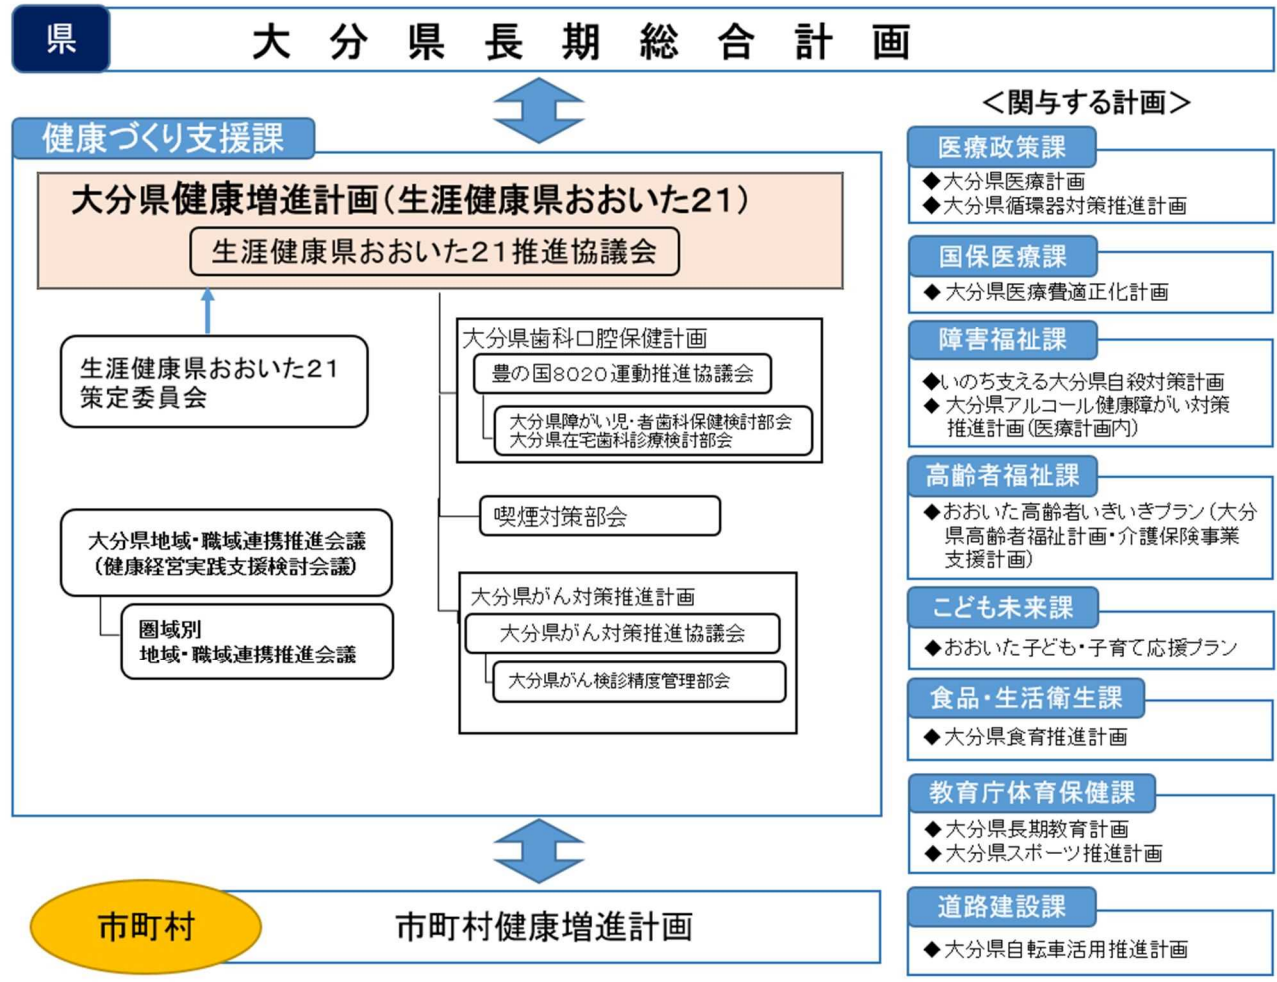 県
大分県長期総合計画
健康づくり支援課
大分県健康増進計画(生涯健康県おおいた21)
生涯健康県おおいた21推進協議会
生涯健康県おおいた21
策定委員会
大分県歯科口腔保健計画
豊の国8020運動推進協議会
大分県障がい児・者歯科保健検討部会
大分県在宅歯科診療検討部会
喫煙対策部会
大分県地域・職域連携推進会議
(健康経営実践支援検討会議)
圏域別
地域・職域連携推進会議
大分県がん対策推進計画
大分県がん対策推進協議会
大分県がん検診精度管理部会
市町村
市町村健康増進計画
<関与する計画>
医療政策課
◆大分県医療計画
◆大分県循環器対策推進計画
国保医療課
◆大分県医療費適正化計画
障害福祉課
◆いのち支える大分県自殺対策計画
◆大分県アルコール健康障がい対策
推進計画(医療計画内)
高齢者福祉課
◆おおいた高齢者いきいきプラン(大分
県高齢者福祉計画・介護保険事業
支援計画)
こども未来課
◆おおいた子ども・子育て応援プラン
食品・生活衛生課
◆大分県食育推進計画
教育庁体育保健課
◆大分県長期教育計画
◆大分県スポーツ推進計画
道路建設課
◆大分県自転車活用推進計画